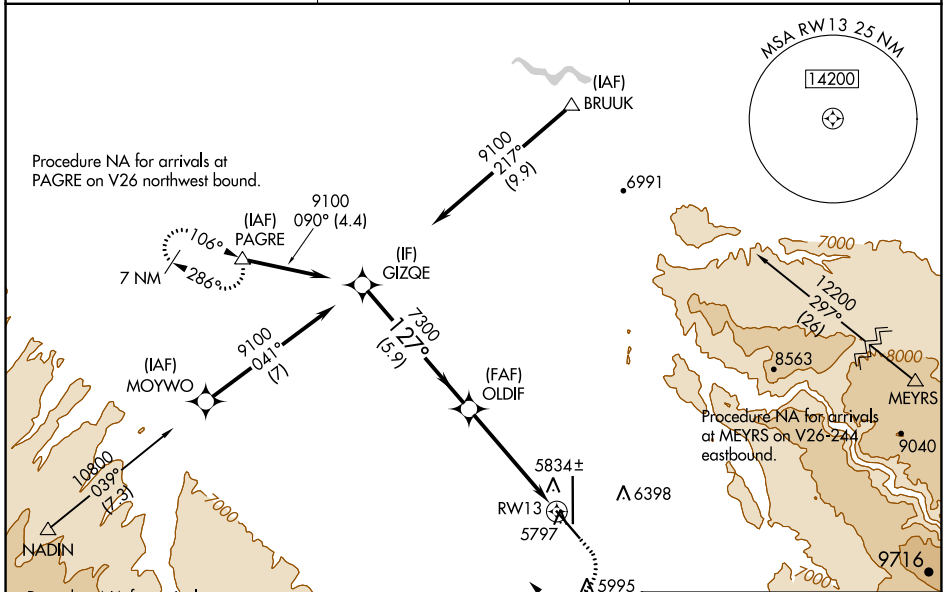 MSA RW13 25 NM
14200
(IAF)
BRUUK
9100
217°
(9.9)
6991
Procedure NA for arrivals at
PAGRE on V26 northwest bound.
9100
090° (4.4)
(IAF)
PAGRE
106°
286°
7 NM
(IF)
GIZQE
7000
12200
297°
(26)
7300
127°
(5.9)
9100
041°
(7)
(IAF)
MOYWO
(FAF)
OLDIF
8563
8000
MEYRS
Procedure NA for arrivals
at MEYRS on V26-244
eastbound.
9040
10800
039°
(7.3)
NADIN
7000
5834±
6398
RW13
5797
9716
7000
5995